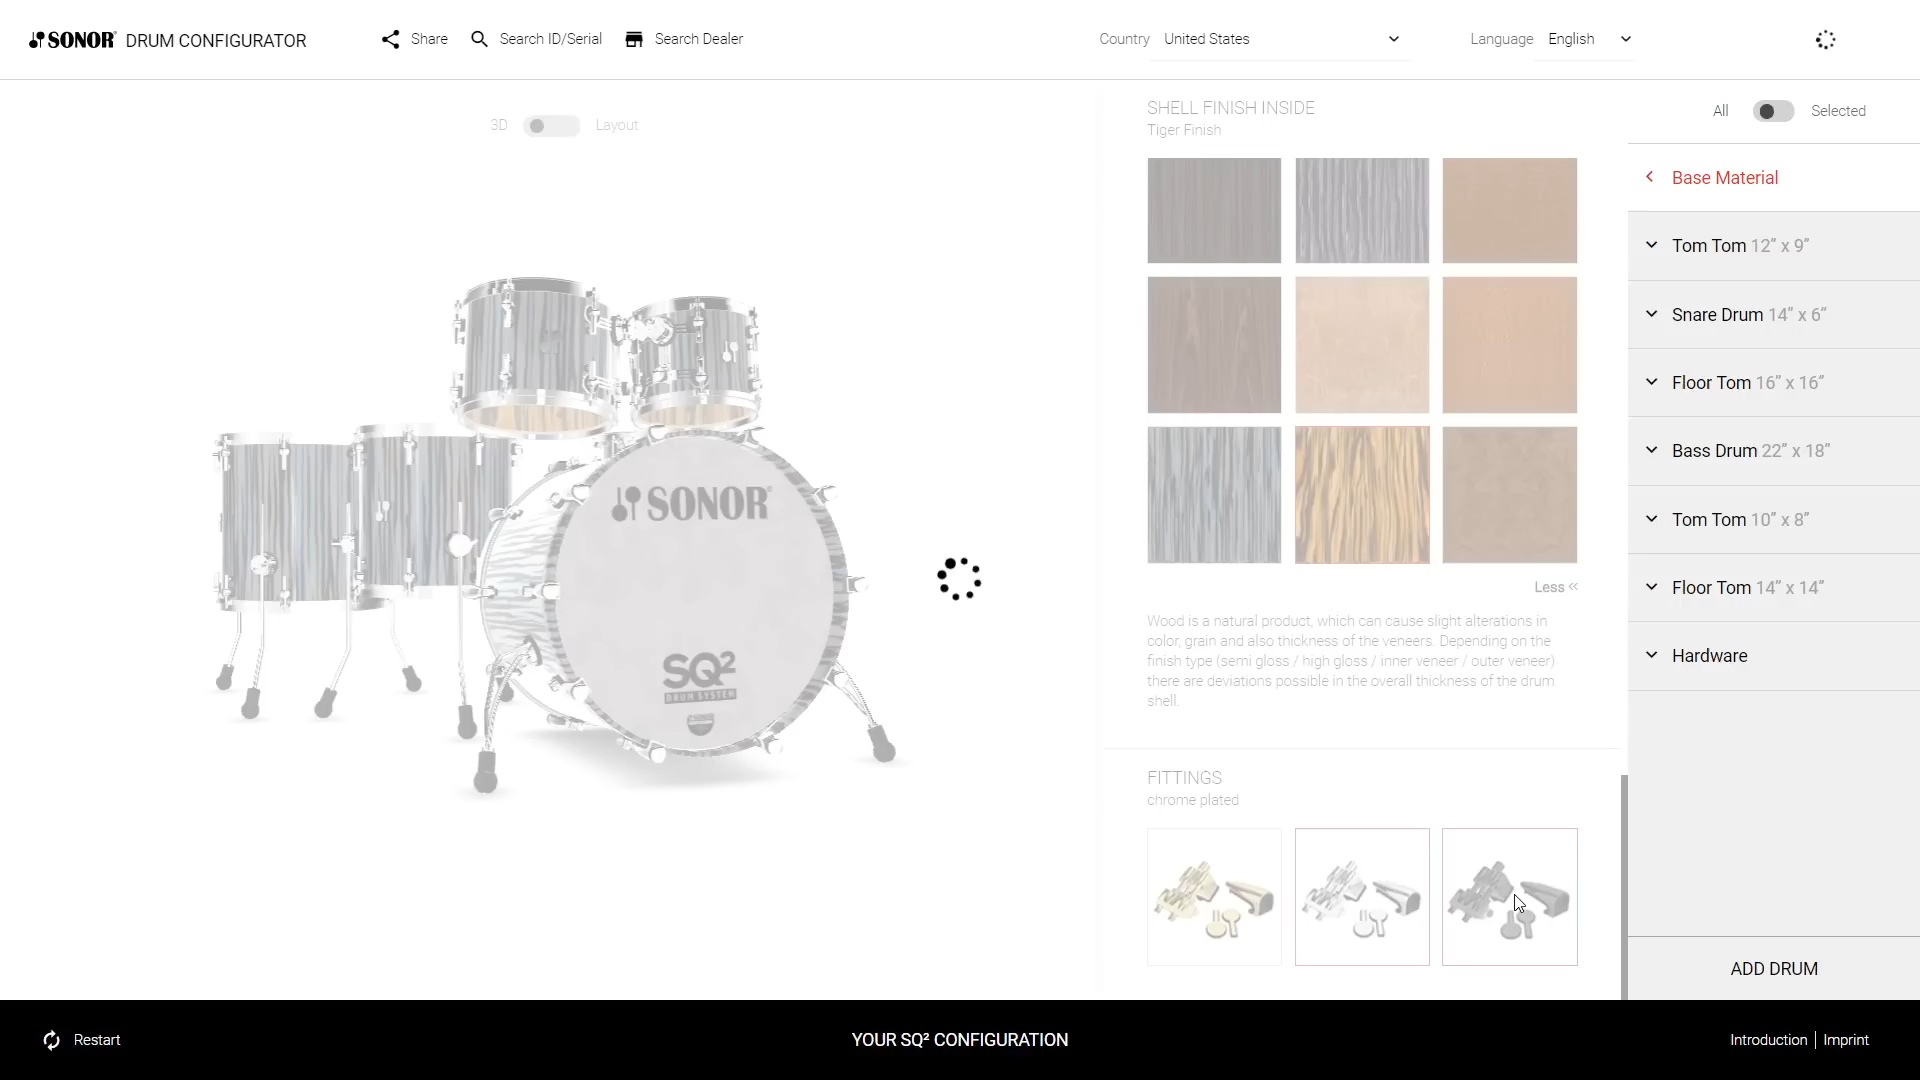 SONOR DRUM CONFIGURATOR
Share
Search ID/Serial
Search Dealer
Country United States
Language English
3D Layout
SONOR
SQ²
DRUM SYSTEM
SHELL FINISH INSIDE
Tiger Finish
Less
Wood is a natural product, which can cause slight alterations in
color, grain and also thickness of the veneers. Depending on the
finish type (semi gloss / high gloss / inner veneer / outer veneer)
there are deviations possible in the overall thickness of the drum
shell.
FITTINGS
chrome plated
All Selected
Base Material
Tom Tom 12” x 9”
Snare Drum 14” x 6”
Floor Tom 16” x 16”
Bass Drum 22” x 18”
Tom Tom 10” x 8”
Floor Tom 14” x 14”
Hardware
ADD DRUM
Restart
YOUR SQ² CONFIGURATION
Introduction | Imprint